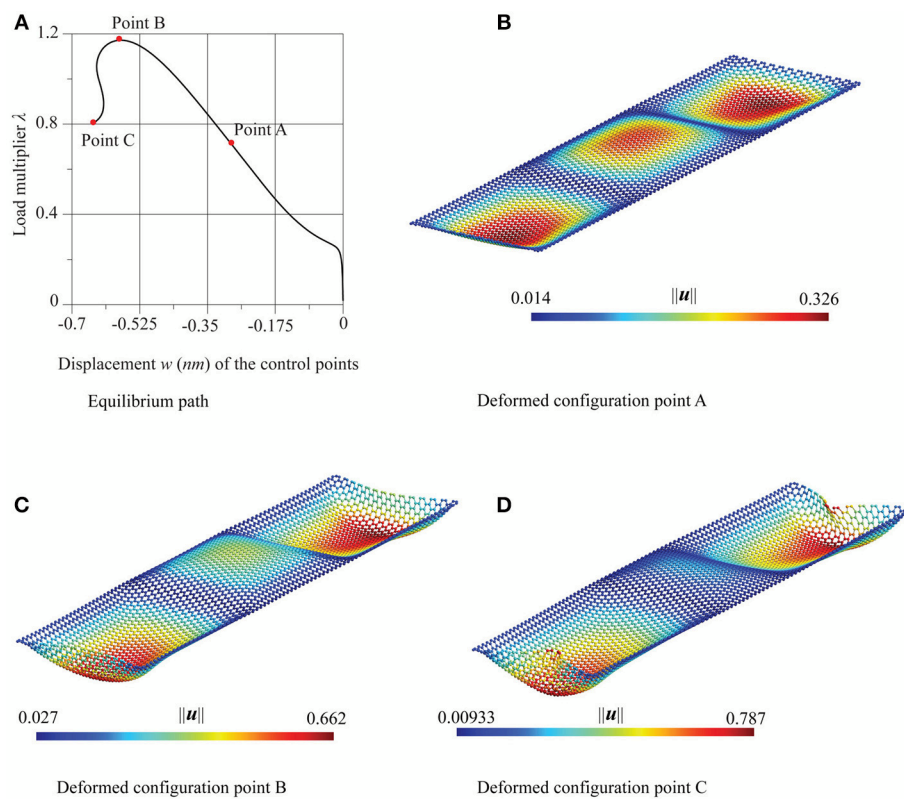 A
Point B
B
1.2
0.8
Point A
Point C
Load multiplier λ
0.4
0
-0.7
-0.525
-0.35
-0.175
0
Displacement w (nm) of the control points
Equilibrium path
0.014
||u||
0.326
Deformed configuration point A
C
D
0.027
||u||
0.662
0.00933
||u||
0.787
Deformed configuration point B
Deformed configuration point C